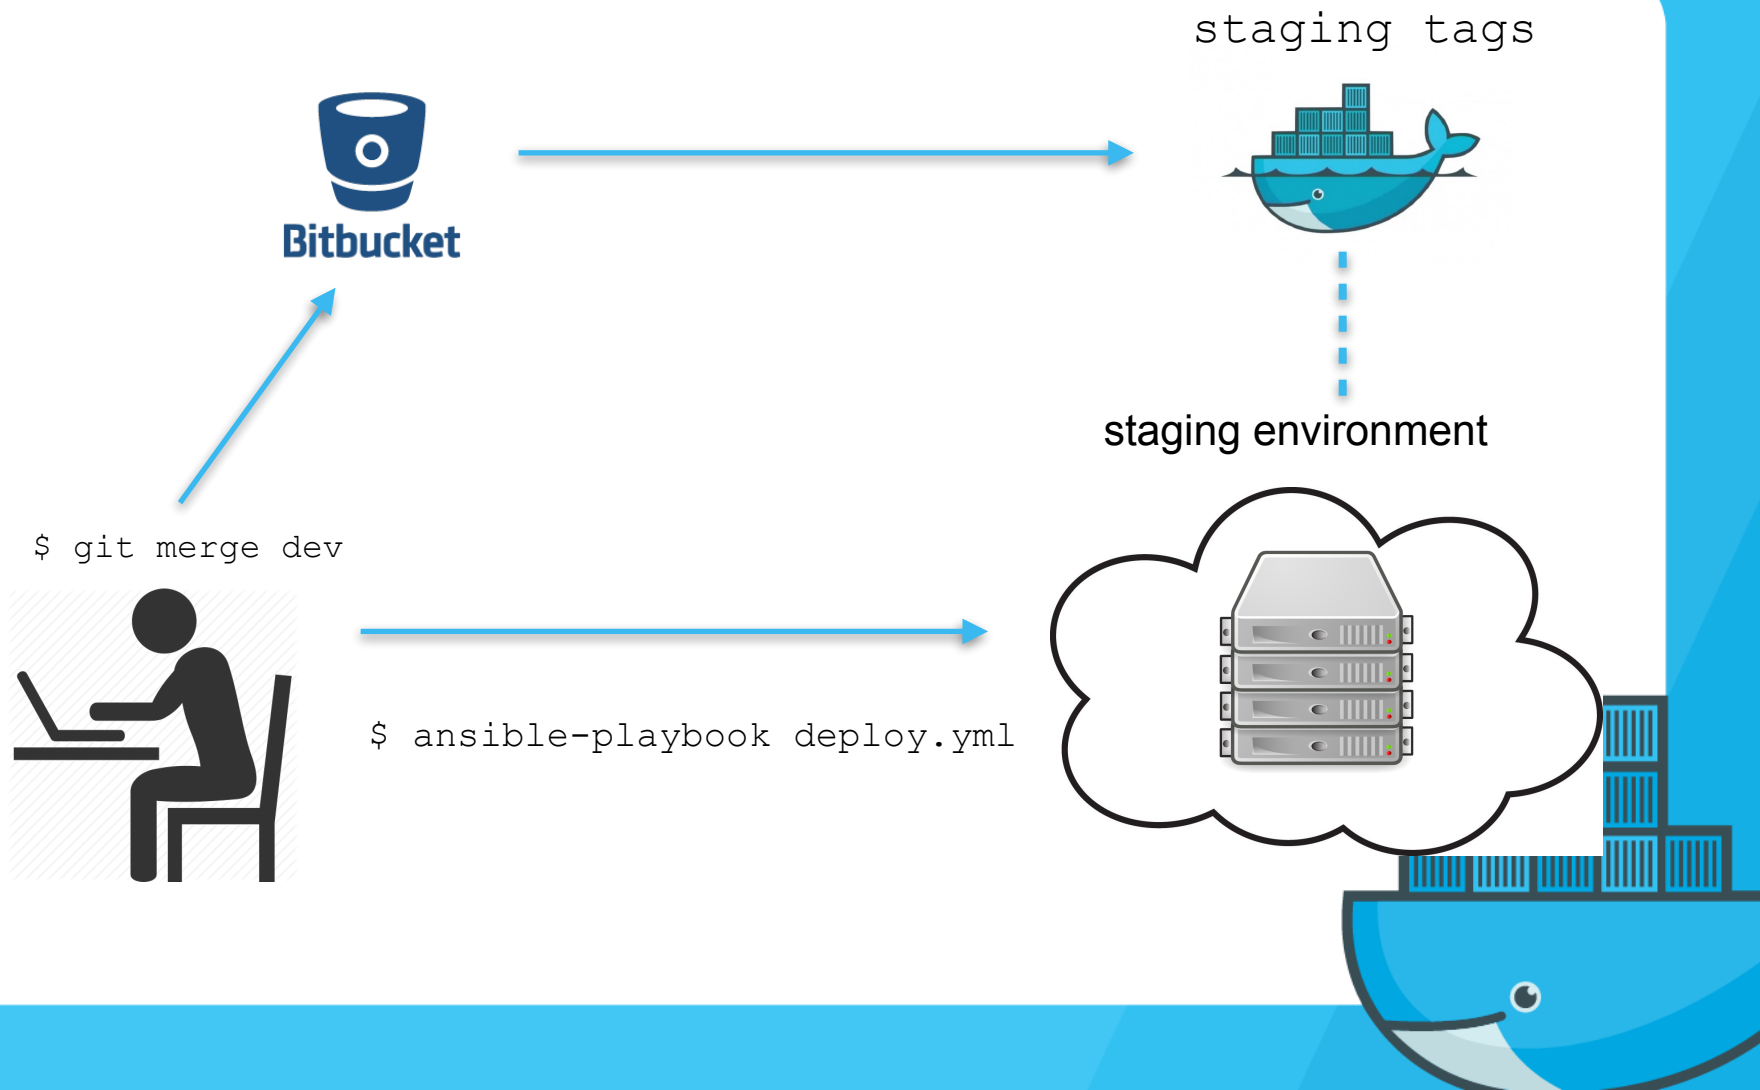 staging tags
Bitbucket
staging environment
$ git merge dev
$ ansible-playbook deploy.yml